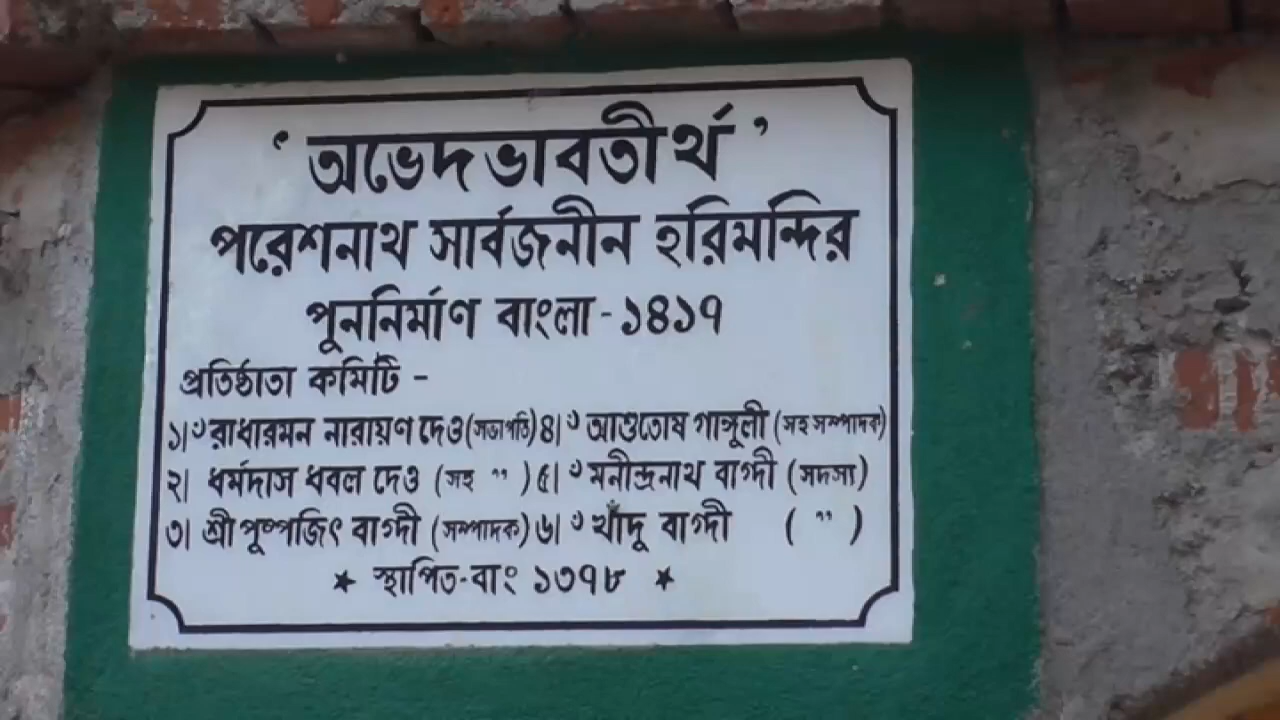 ‘অভেদভাবতীর্থ’
পরেশনাথ সার্বজনীন হরিমন্দির
পুননির্মাণ বাংলা - ১৪১৭
প্রতিষ্ঠাতা কমিটি -
১। ঁরাধারমন নারায়ণ দেও (সভাপতি) ৪। ঁআশুতোষ গাঙ্গুলী (সহ সম্পাদক)
২। ধর্মদাস ধবল দেও (সহ ") ৫। ঁমনীন্দ্রনাথ বাগ্দী (সদস্য)
৩। শ্রী পুষ্পজিৎ বাগ্দী (সম্পাদক) ৬। ঁখাঁদু বাগ্দী (")
★ স্থাপিত-বাং ১৩৭৮ ★